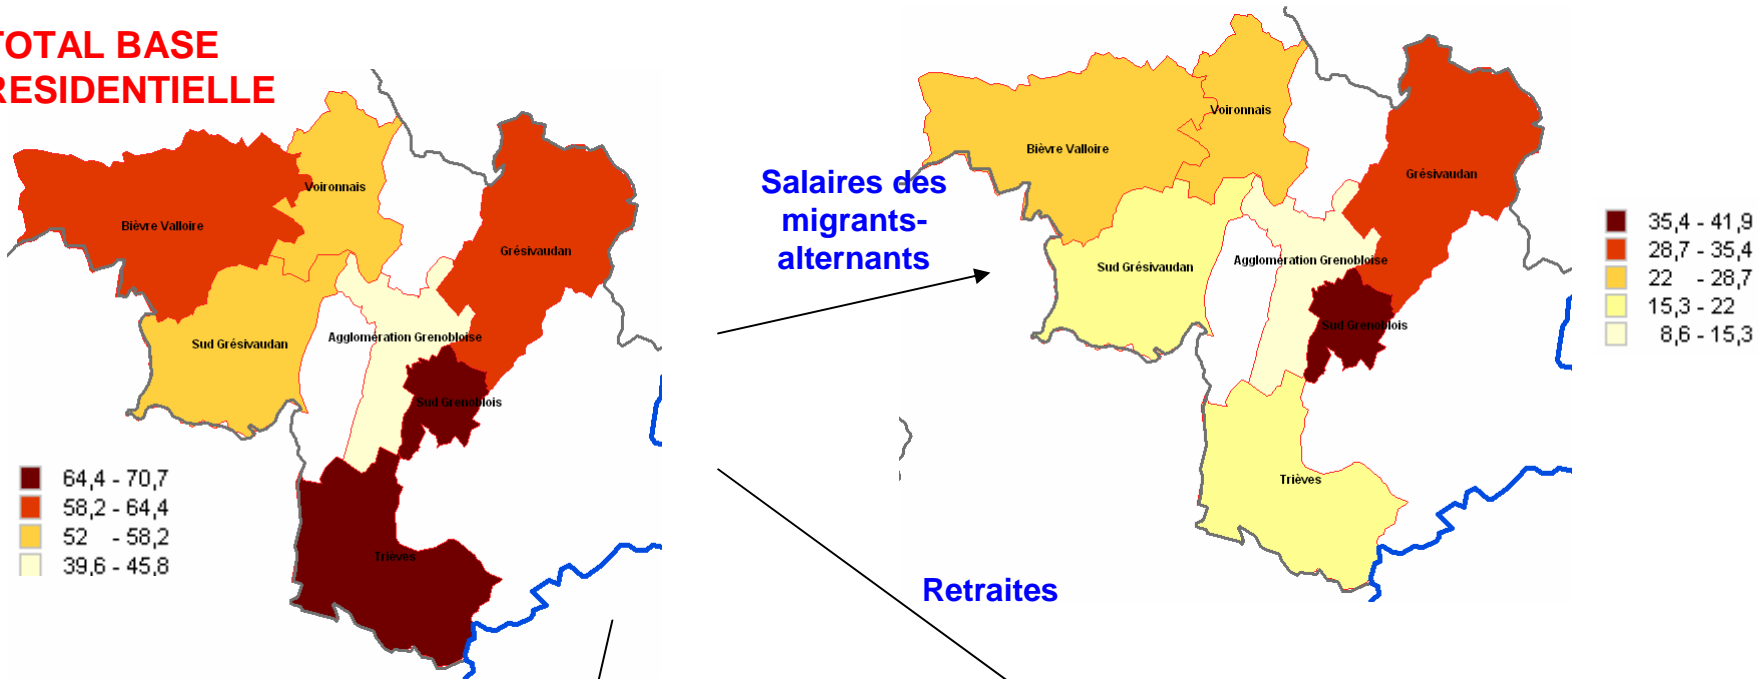 TOTAL BASE
RESIDENTIELLE
Voironnais
Bièvre Valloire
Grésivaudan
Sud Grésivaudan
Agglomération Grenobloise
Sud Grenoblois
Trièves
64,4 - 70,7
58,2 - 64,4
52 - 58,2
39,6 - 45,8
Salaires des
migrants-
alternants
Retraites
Voironnais
Bièvre Valloire
Grésivaudan
Sud Grésivaudan
Agglomération Grenobloise
Sud Grenoblois
Trièves
35,4 - 41,9
28,7 - 35,4
22 - 28,7
15,3 - 22
8,6 - 15,3